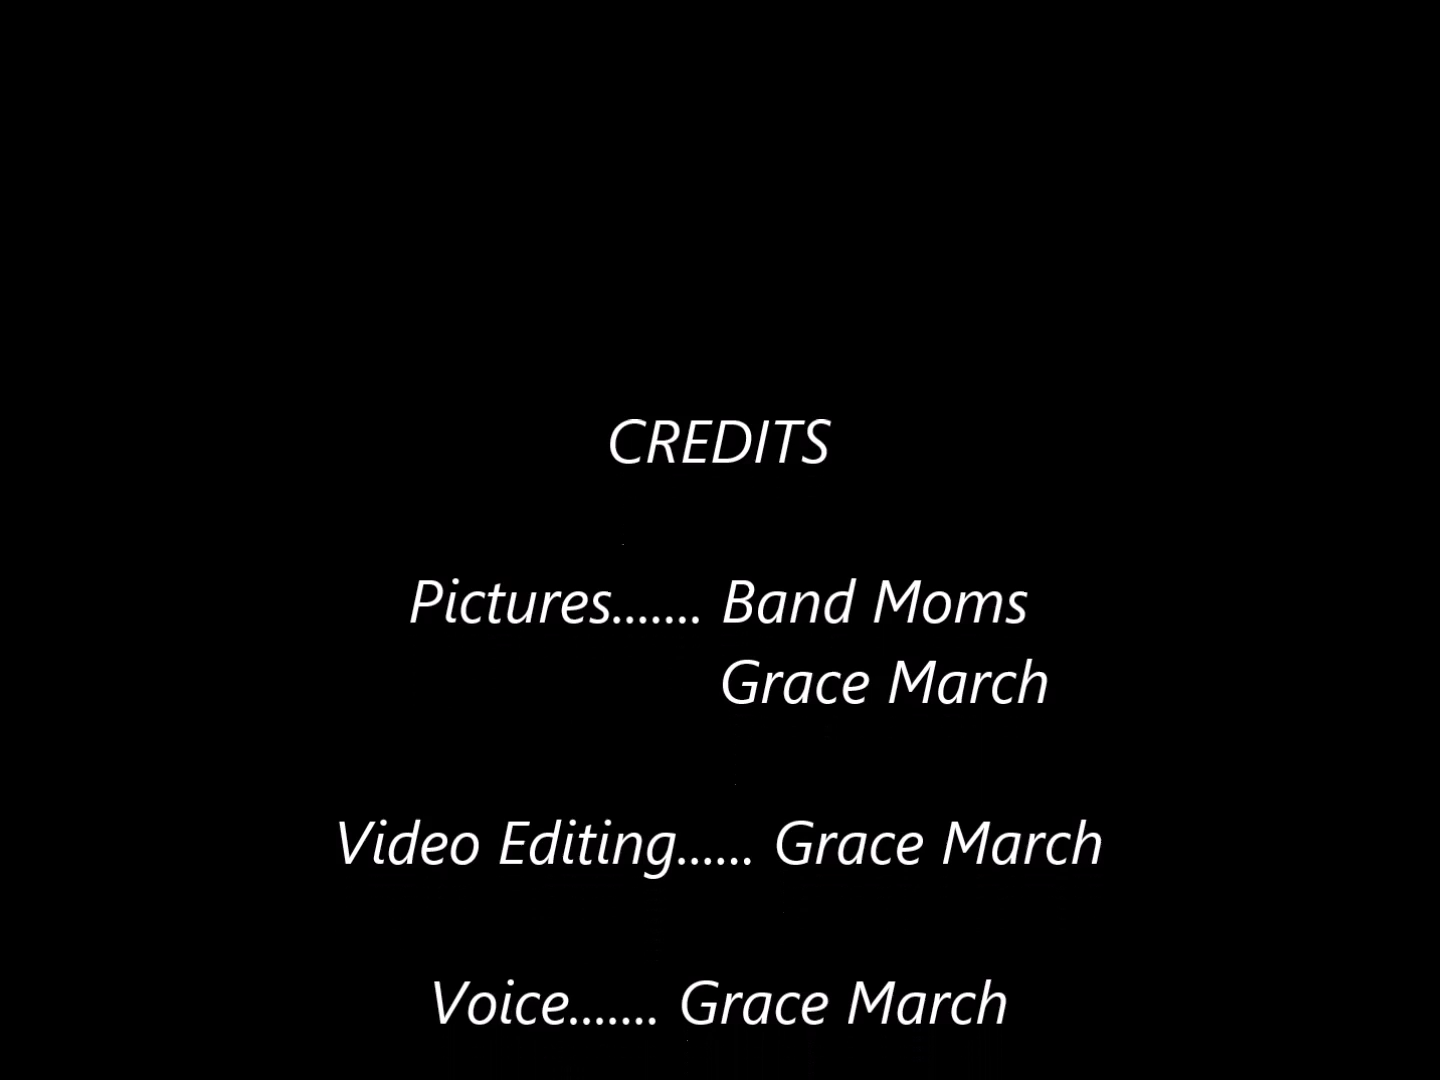 CREDITS
Pictures....... Band Moms
Grace March
Video Editing...... Grace March
Voice....... Grace March